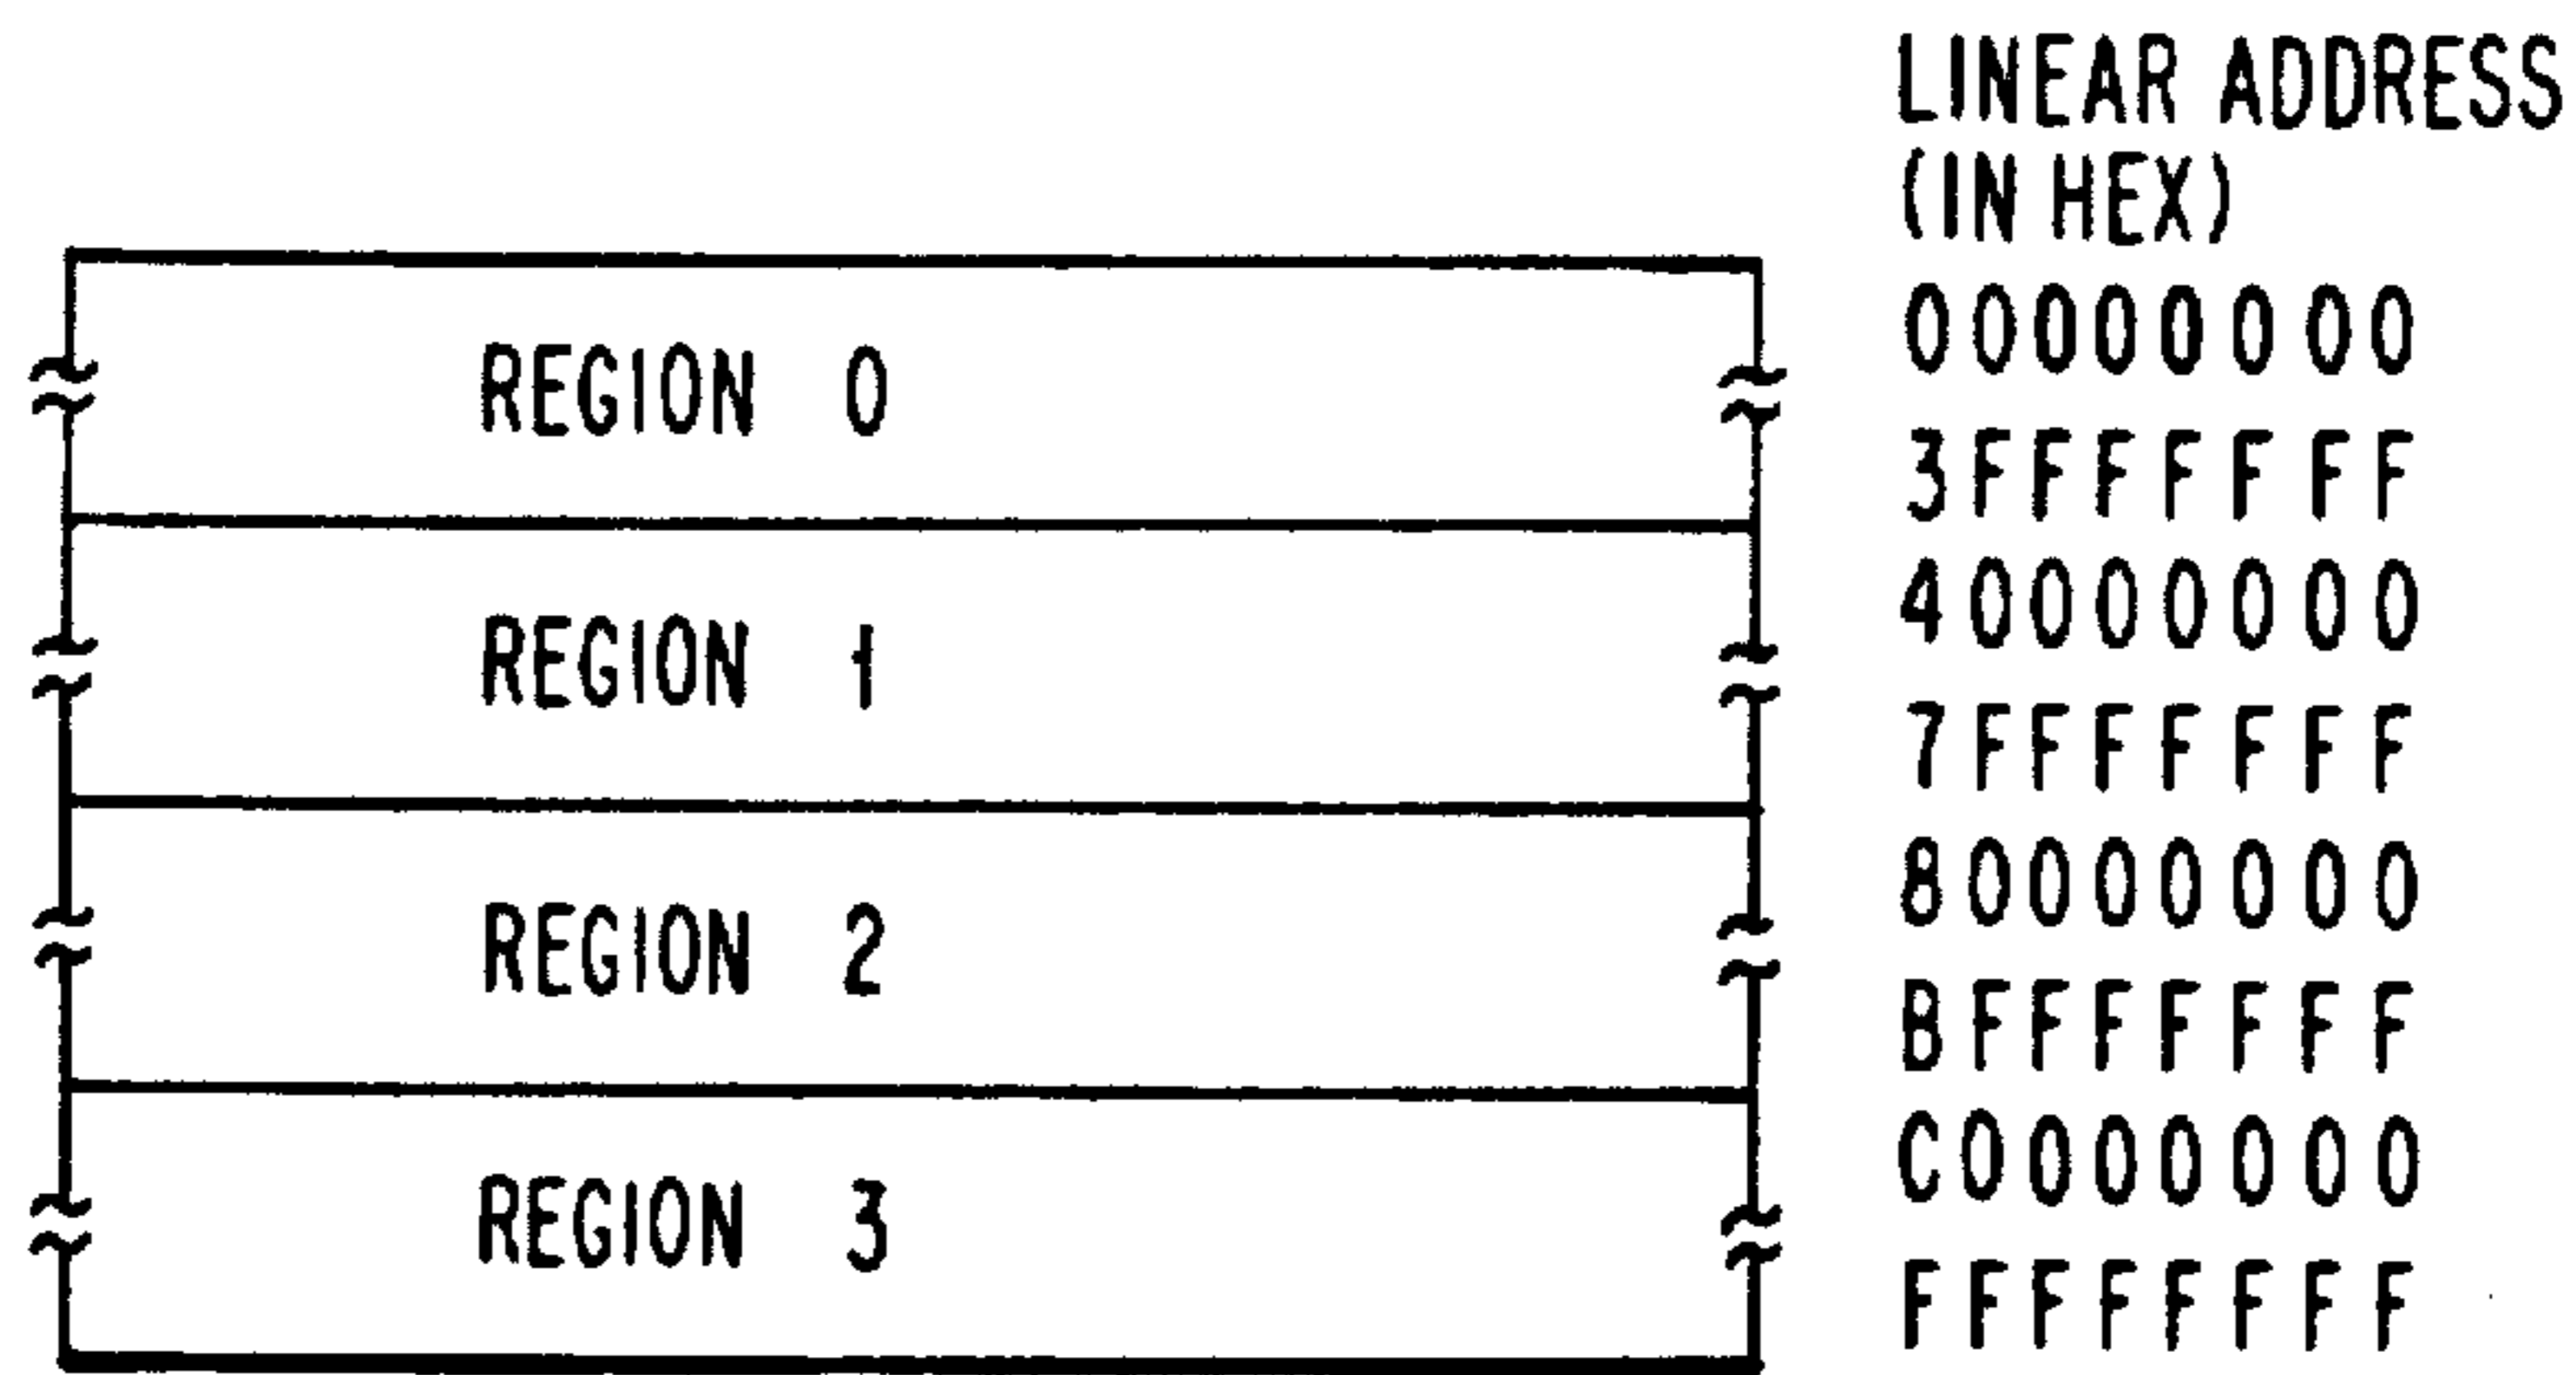 LINEAR ADDRESS
(IN HEX)
00000000
REGION 0
3FFFFFFF
40000000
REGION 1
7FFFFFFF
80000000
REGION 2
BFFFFFFF
C0000000
REGION 3
FFFFFFFF